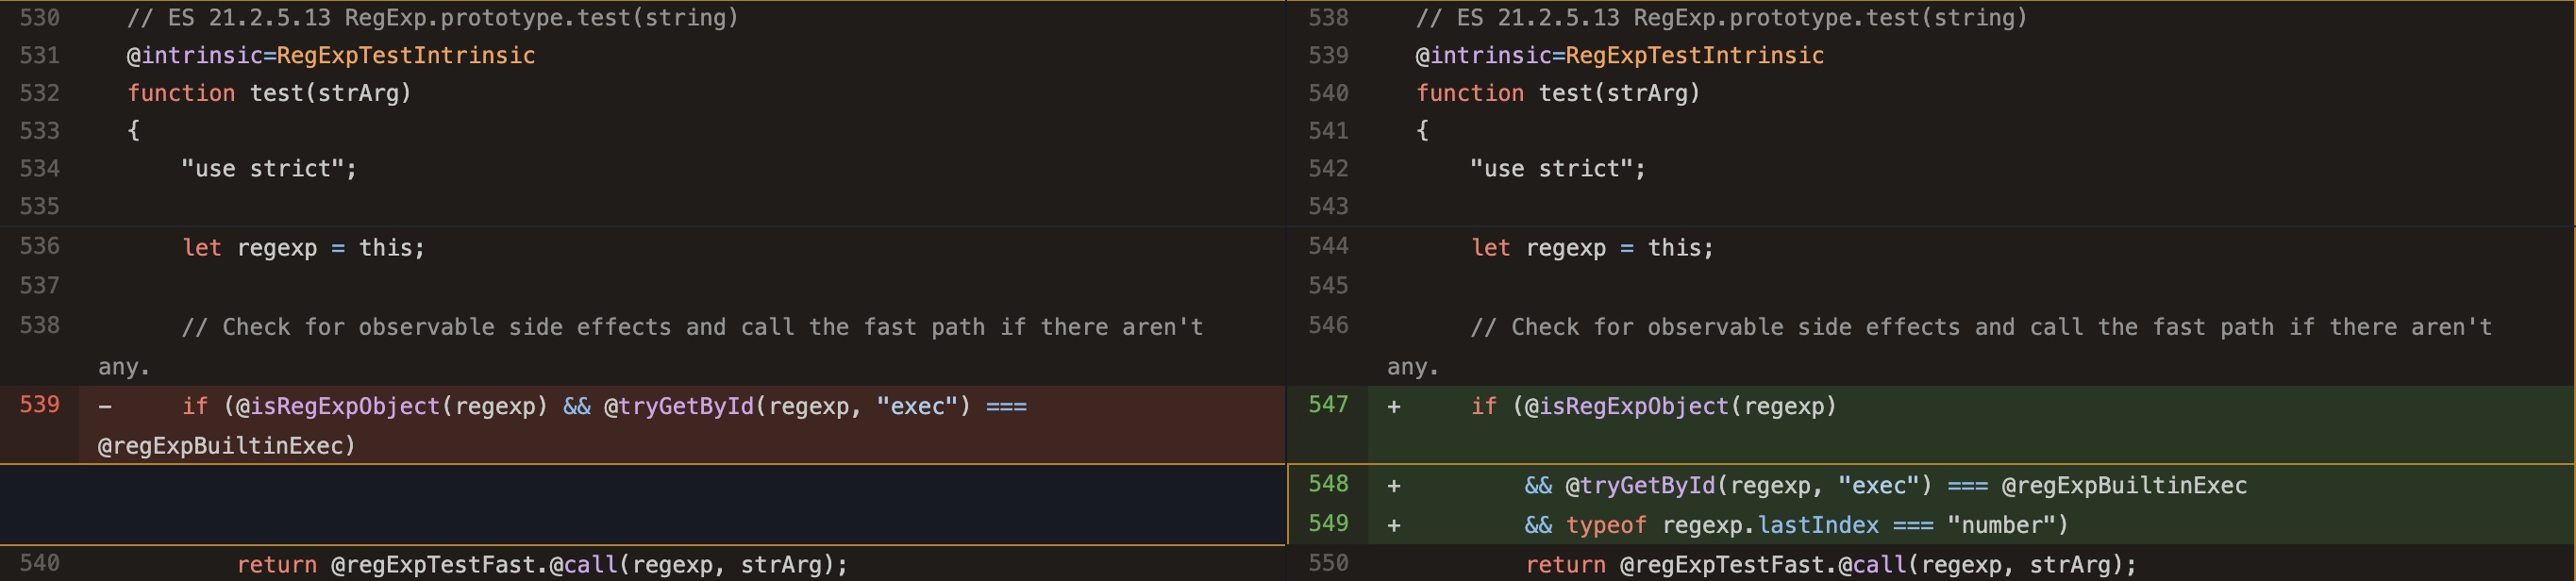 530 // ES 21.2.5.13 RegExp.prototype.test(string)
531 @intrinsic=RegExpTestIntrinsic
532 function test(strArg)
533 {
534 "use strict";
535
536 let regexp = this;
537
538 // Check for observable side effects and call the fast path if there aren't
any.
539 - if (@isRegExpObject(regexp) && @tryGetById(regexp, "exec") ===
@regExpBuiltinExec)
540 return @regExpTestFast.@call(regexp, strArg);
538 // ES 21.2.5.13 RegExp.prototype.test(string)
539 @intrinsic=RegExpTestIntrinsic
540 function test(strArg)
541 {
542 "use strict";
543
544 let regexp = this;
545
546 // Check for observable side effects and call the fast path if there aren't
any.
547 + if (@isRegExpObject(regexp)
548 + && @tryGetById(regexp, "exec") === @regExpBuiltinExec
549 + && typeof regexp.lastIndex === "number")
550 return @regExpTestFast.@call(regexp, strArg);